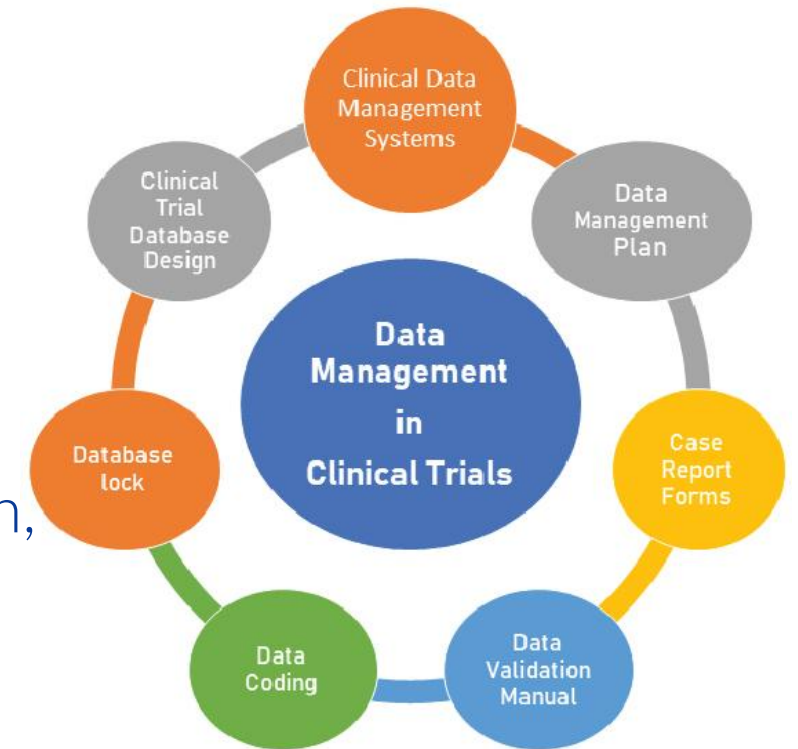 Clinical Data
Management
Systems
Data
Management
Plan
Case
Report
Forms
Data
Validation
Manual
Data
Coding
Database
lock
Clinical
Trial
Database
Design
Data
Management
in
Clinical Trials